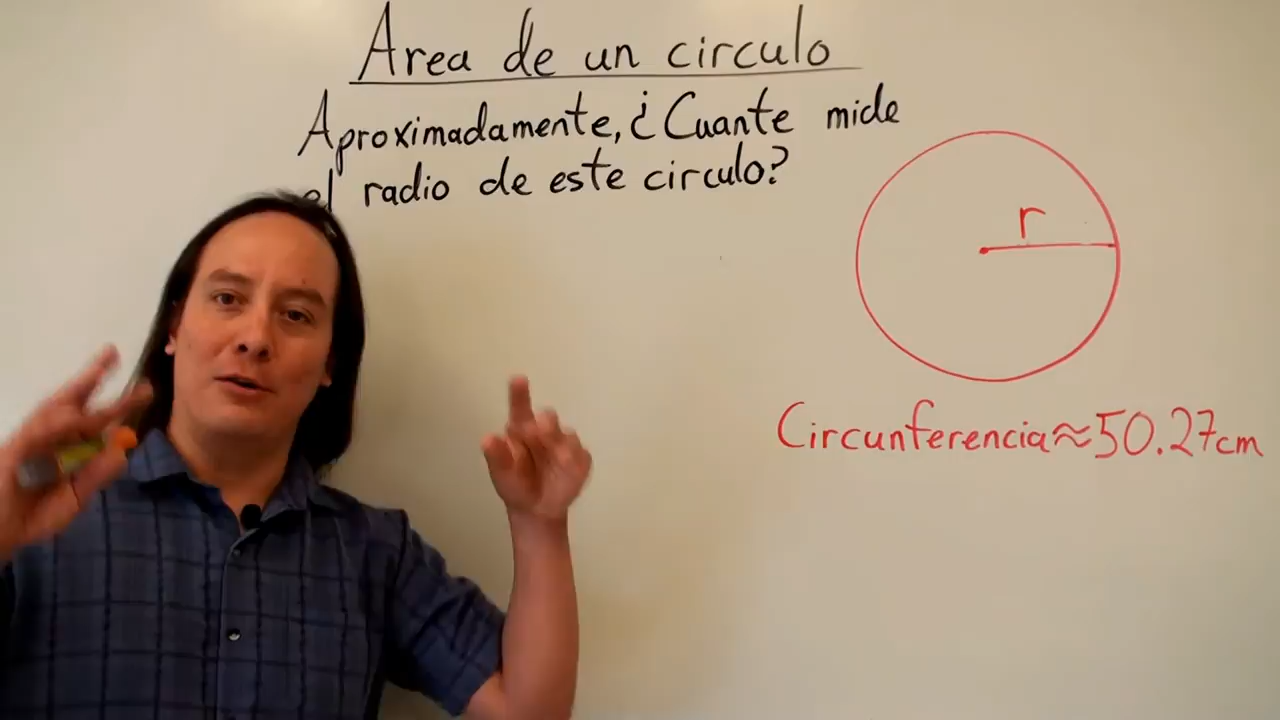 Area de un circulo
Aproximadamente, ¿Cuante mide
el radio de este circulo?
r
Circunferencia≈50.27cm